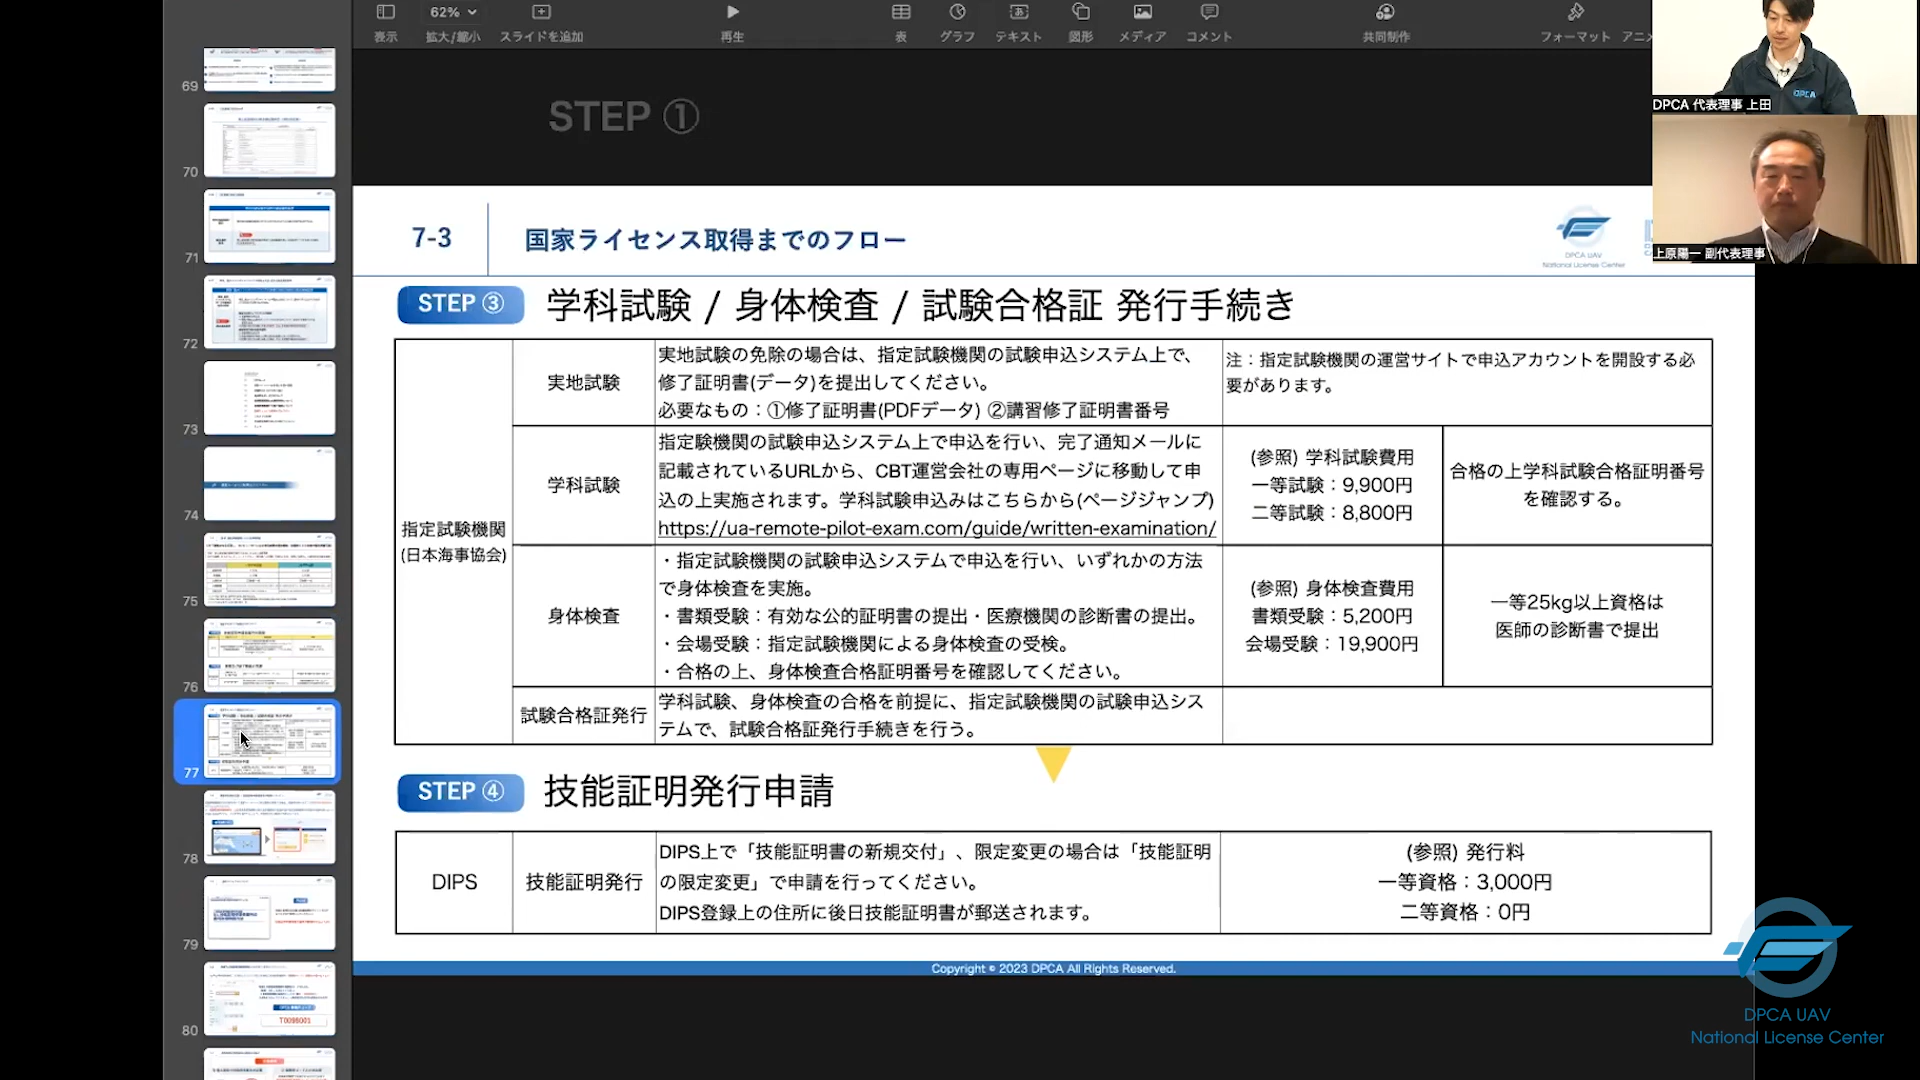 62%
表示
拡大/縮小
スライドを追加
再生
表
グラフ
テキスト
図形
メディア
コメント
共同制作
フォーマット
アニメ
DPCA
DPCA 代表理事 上田
上原陽一 副代表理事
STEP ①
7-3
国家ライセンス取得までのフロー
DPCA UAV
National License Center
STEP ③
学科試験 / 身体検査 / 試験合格証 発行手続き
指定試験機関
(日本海事協会)
実地試験
実地試験の免除の場合は、指定試験機関の試験申込システム上で、
修了証明書(データ)を提出してください。
必要なもの：①修了証明書(PDFデータ) ②講習修了証明書番号
注：指定試験機関の運営サイトで申込アカウントを開設する必
要があります。
学科試験
指定験機関の試験申込システム上で申込を行い、完了通知メールに
記載されているURLから、CBT運営会社の専用ページに移動して申
込の上実施されます。学科試験申込みはこちらから(ページジャンプ)
https://ua-remote-pilot-exam.com/guide/written-examination/
(参照) 学科試験費用
一等試験：9,900円
二等試験：8,800円
合格の上学科試験合格証明番号
を確認する。
身体検査
・指定試験機関の試験申込システムで申込を行い、いずれかの方法
で身体検査を実施。
・書類受験：有効な公的証明書の提出・医療機関の診断書の提出。
・会場受験：指定試験機関による身体検査の受検。
・合格の上、身体検査合格証明番号を確認してください。
(参照) 身体検査費用
書類受験：5,200円
会場受験：19,900円
一等25kg以上資格は
医師の診断書で提出
試験合格証発行
学科試験、身体検査の合格を前提に、指定試験機関の試験申込シス
テムで、試験合格証発行手続きを行う。
STEP ④
技能証明発行申請
DIPS
技能証明発行
DIPS上で「技能証明書の新規交付」、限定変更の場合は「技能証明
の限定変更」で申請を行ってください。
DIPS登録上の住所に後日技能証明書が郵送されます。
(参照) 発行料
一等資格：3,000円
二等資格：0円
Copyright © 2023 DPCA All Rights Reserved.
DPCA UAV
National License Center
69
70
71
72
73
74
75
76
77
78
79
80
T0098001